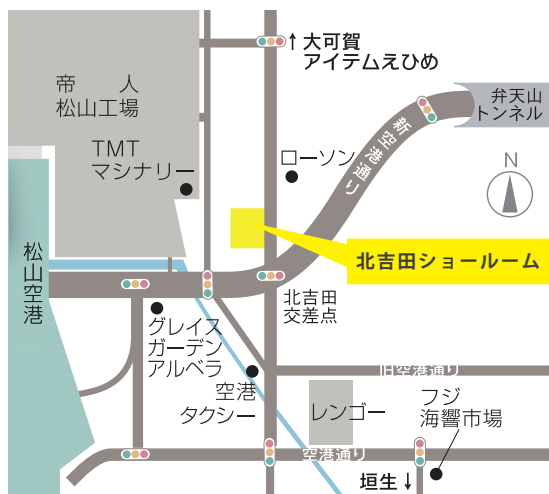 ↑大可賀
アイテムえひめ
弁天山
トンネル
帝人
松山工場
TMT
マシナリー
ローソン
新空港通り
N
北吉田ショールーム
松山空港
北吉田
交差点
グレイス
ガーデン
アルベラ
旧空港通り
空港
タクシー
レンゴー
フジ
海響市場
空港通り
垣生↓